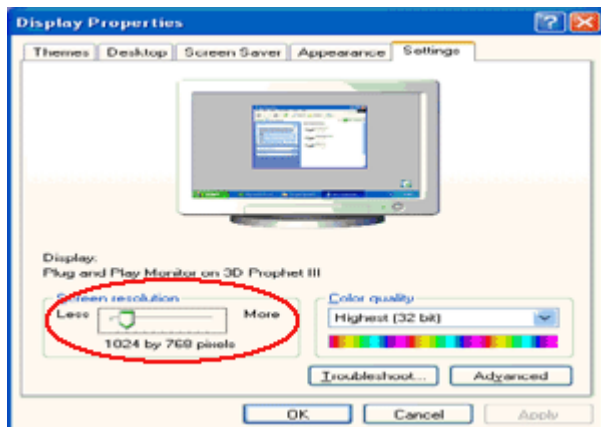 Display Properties
Themes Desktop Screen Saver Appearance Settings
Display:
Plug and Play Monitor on 3D Prophet III
Screen resolution
Less More
1024 by 768 pixels
Color quality
Highest (32 bit)
Troubleshoot... Advanced
OK Cancel Apply